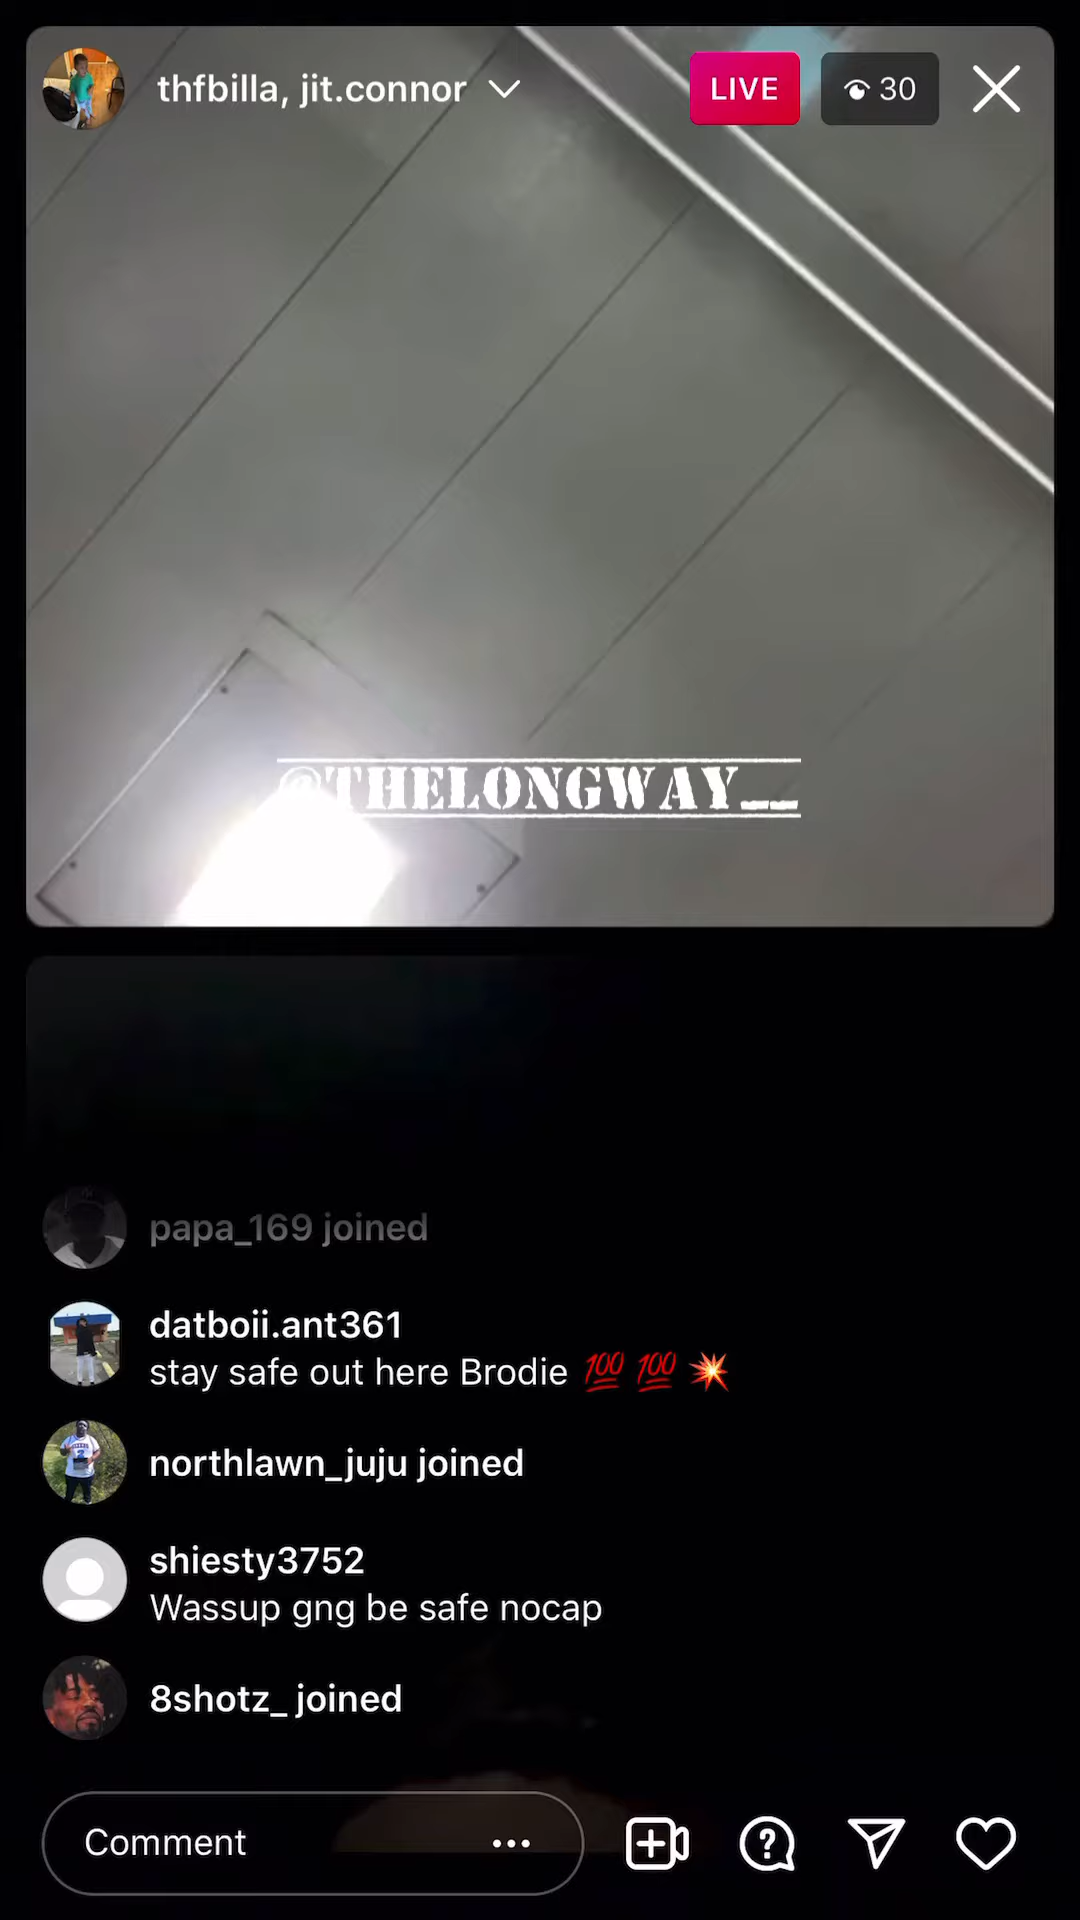 thfbilla, jit.connor
LIVE
30
@THELONGWAY__
papa_169 joined
datboii.ant361
stay safe out here Brodie 💯 💯 💥
northlawn_juju joined
shiesty3752
Wassup gng be safe nocap
8shotz_ joined
Comment